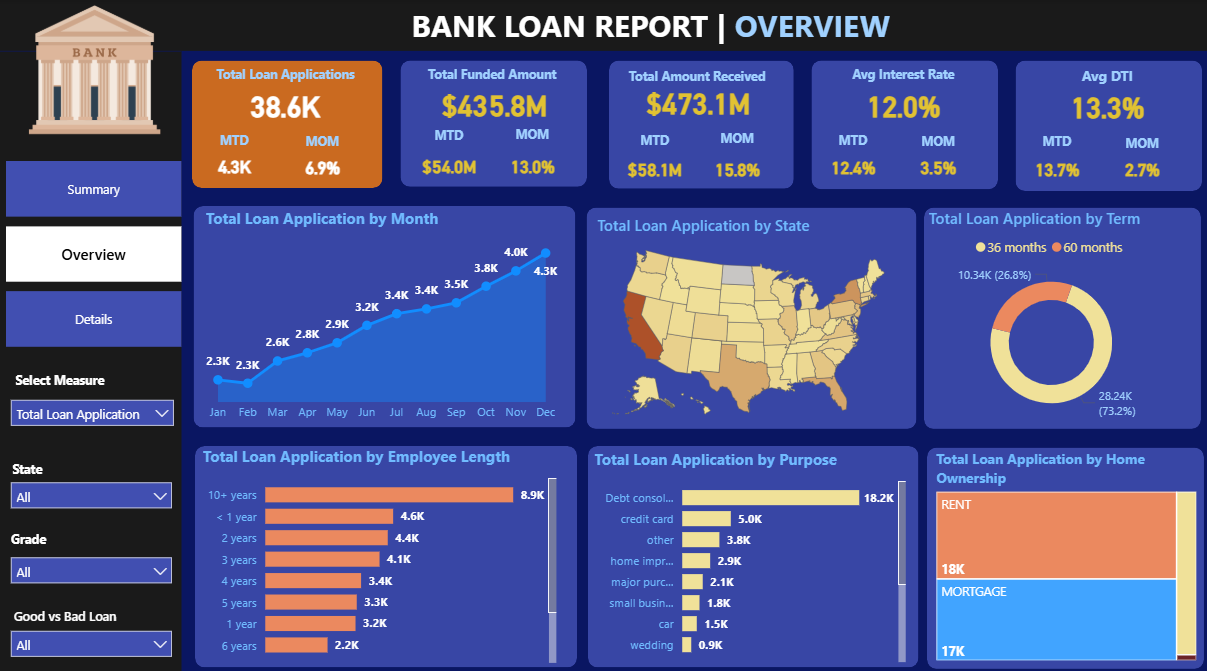 BANK LOAN REPORT | OVERVIEW
BANK
Summary
Overview
Details
Select Measure
Total Loan Application
State
All
Grade
All
Good vs Bad Loan
All
Total Loan Applications
38.6K
MTD MOM
4.3K 6.9%
Total Funded Amount
$435.8M
MTD MOM
$54.0M 13.0%
Total Amount Received
$473.1M
MTD MOM
$58.1M 15.8%
Avg Interest Rate
12.0%
MTD MOM
12.4% 3.5%
Avg DTI
13.3%
MTD MOM
13.7% 2.7%
Total Loan Application by Month
2.3K 2.3K 2.6K 2.8K 2.9K 3.2K 3.4K 3.4K 3.5K 3.8K 4.0K 4.3K
Jan Feb Mar Apr May Jun Jul Aug Sep Oct Nov Dec
Total Loan Application by State
Total Loan Application by Term
36 months 60 months
10.34K (26.8%)
28.24K
(73.2%)
Total Loan Application by Employee Length
10+ years 8.9K
< 1 year 4.6K
2 years 4.4K
3 years 4.1K
4 years 3.4K
5 years 3.3K
1 year 3.2K
6 years 2.2K
Total Loan Application by Purpose
Debt consol... 18.2K
credit card 5.0K
other 3.8K
home impr... 2.9K
major purc... 2.1K
small busin... 1.8K
car 1.5K
wedding 0.9K
Total Loan Application by Home
Ownership
RENT
18K
MORTGAGE
17K